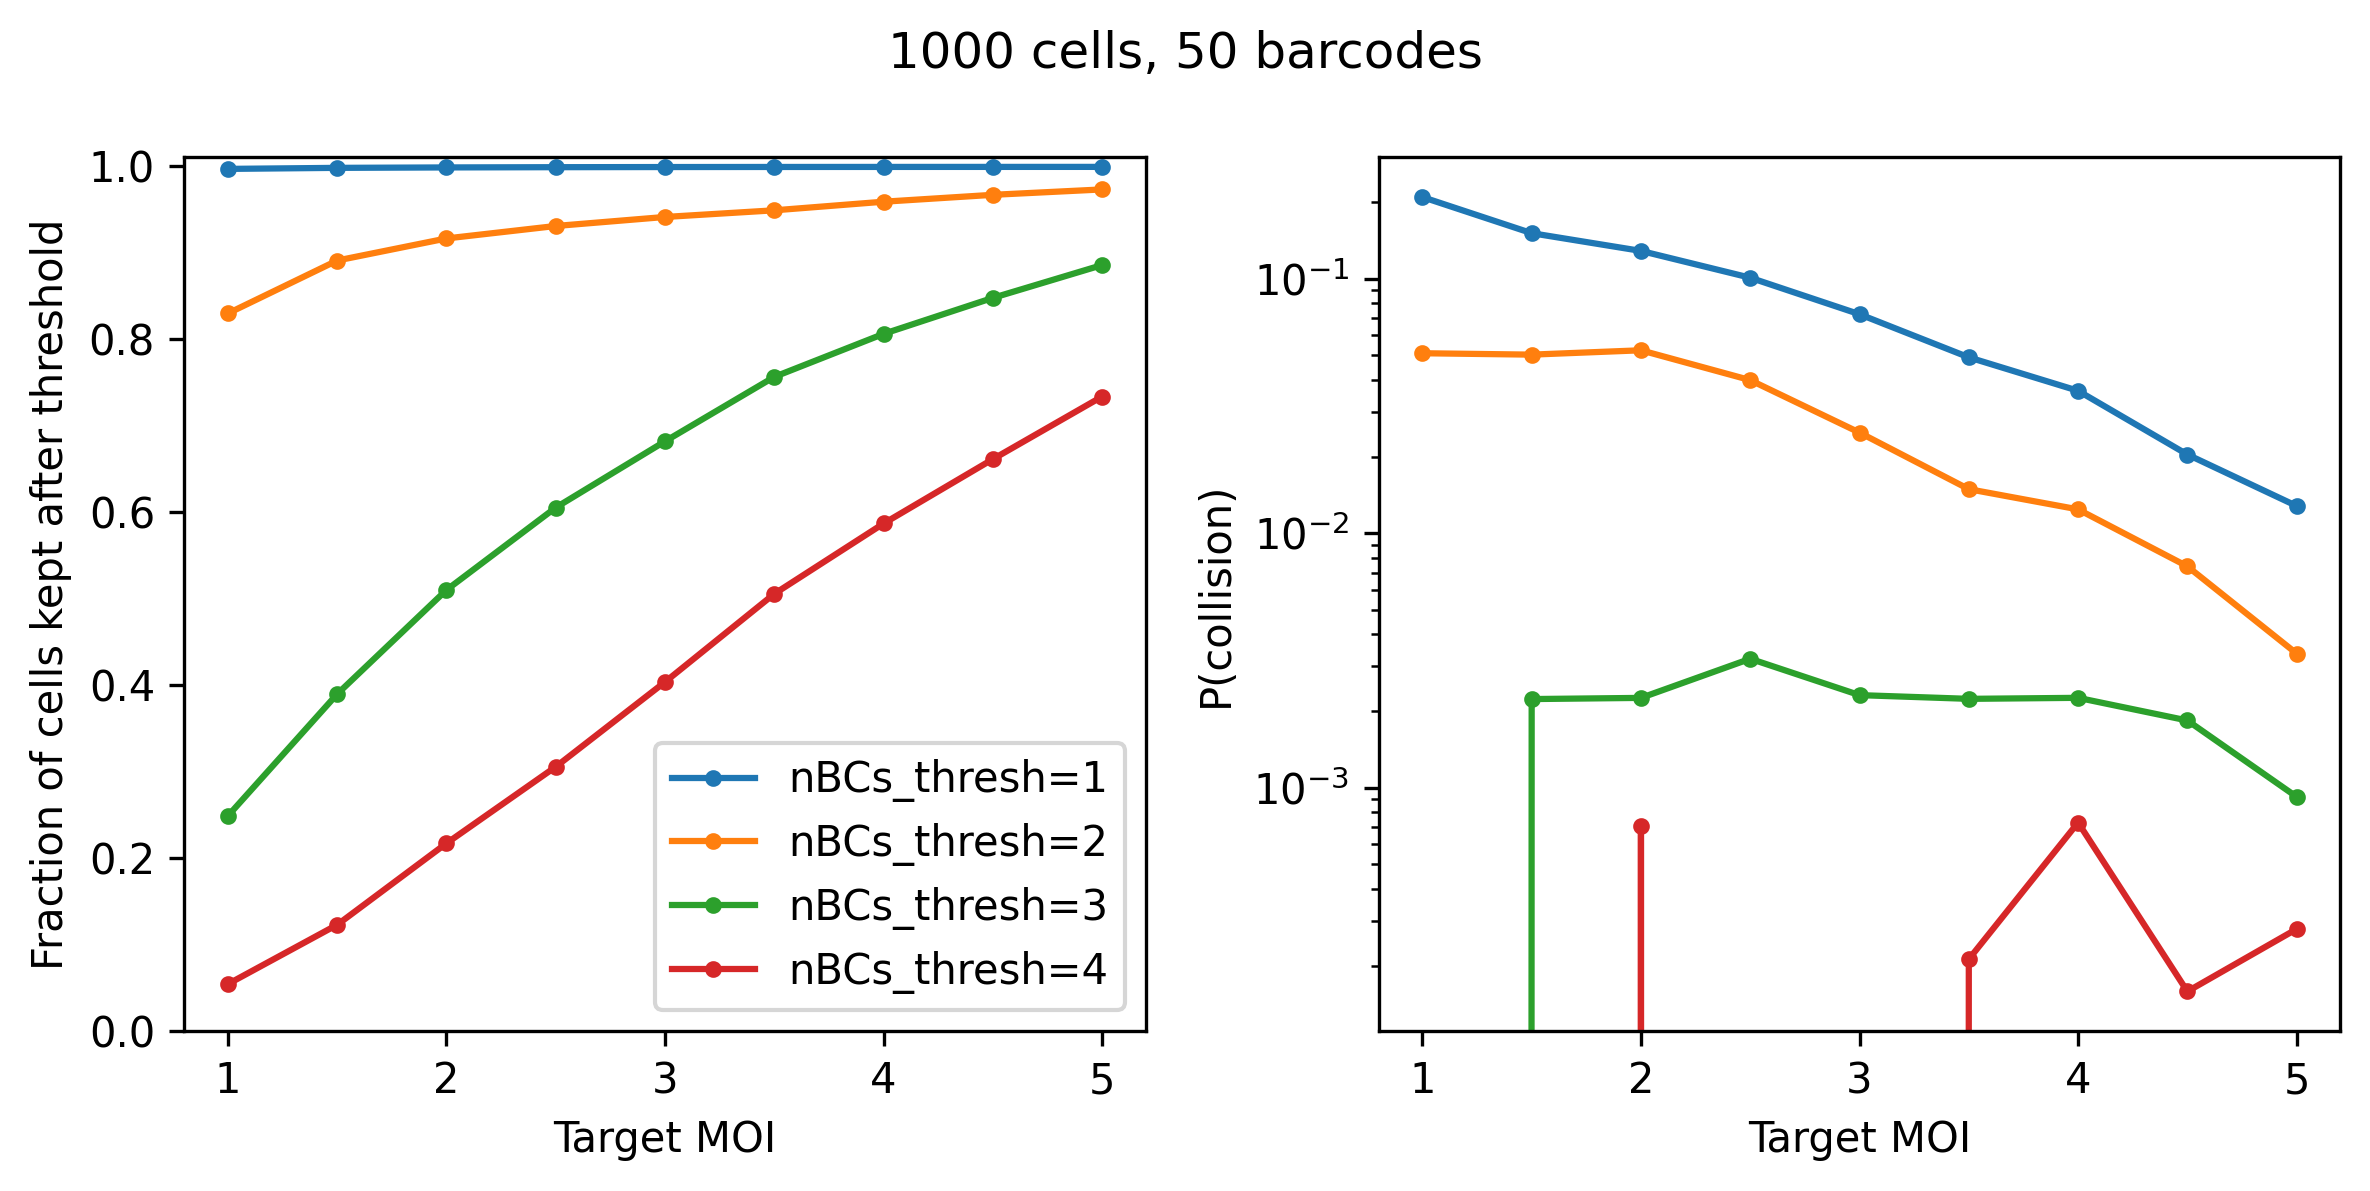 1000 cells, 50 barcodes
Fraction of cells kept after threshold
1.0
0.8
0.6
0.4
0.2
0.0
1 2 3 4 5
Target MOI
nBCs_thresh=1
nBCs_thresh=2
nBCs_thresh=3
nBCs_thresh=4
P(collision)
10⁻¹
10⁻²
10⁻³
1 2 3 4 5
Target MOI